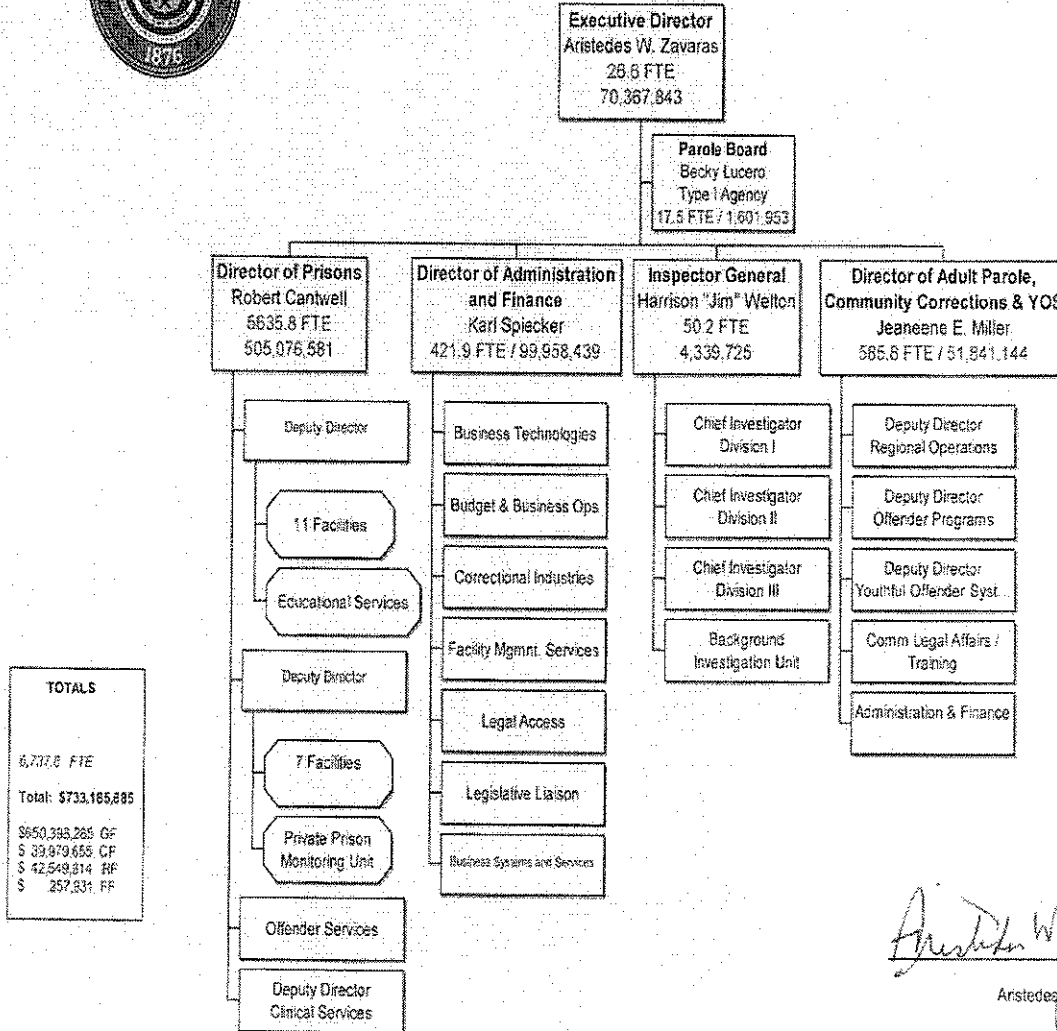 1876
Executive Director
Aristedes W. Zavaras
26.8 FTE
70,367,843
Parole Board
Becky Lucero
Type I Agency
17.5 FTE / 1,601,953
Director of Prisons
Robert Cantwell
5635.8 FTE
505,076,581
Director of Administration
and Finance
Karl Spiecker
421.9 FTE / 99,958,439
Inspector General
Harrison "Jim" Welton
50.2 FTE
4,339,725
Director of Adult Parole,
Community Corrections & YOS
Jeaneene E. Miller
585.6 FTE / 51,841,144
Deputy Director
11 Facilities
Educational Services
Deputy Director
7 Facilities
Private Prison
Monitoring Unit
Offender Services
Deputy Director
Clinical Services
Business Technologies
Budget & Business Ops
Correctional Industries
Facility Mgmnt. Services
Legal Access
Legislative Liaison
Business Systems and Services
Chief Investigator
Division I
Chief Investigator
Division II
Chief Investigator
Division III
Background
Investigation Unit
Deputy Director
Regional Operations
Deputy Director
Offender Programs
Deputy Director
Youthful Offender Syst...
Comm Legal Affairs /
Training
Administration & Finance
TOTALS
6,737.8 FTE
Total: $733,185,685
$650,398,285 GF
$ 39,979,655 CF
$ 42,549,814 RF
$ 257,931 FF
Aristedes W
Aristedes